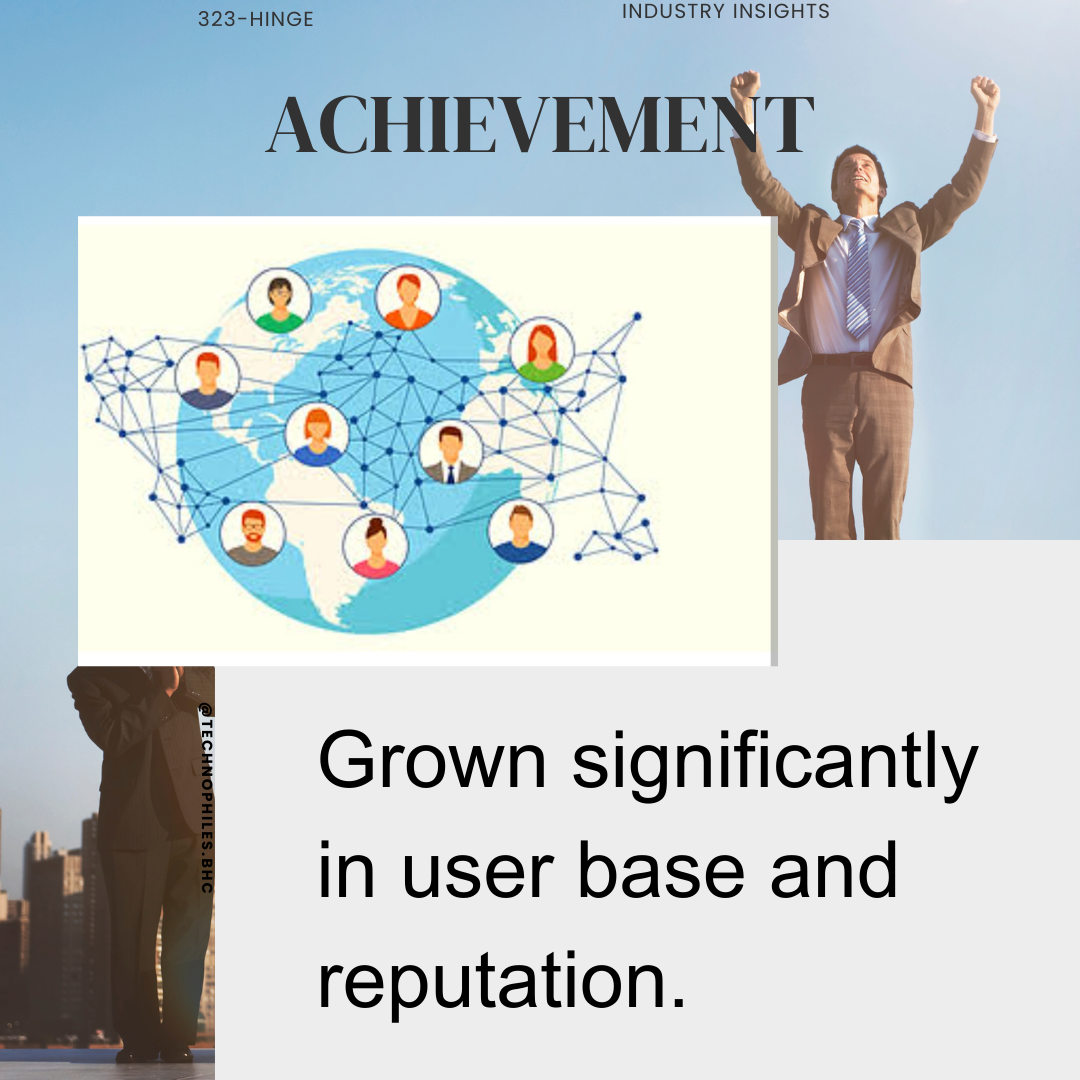 323-HINGE
INDUSTRY INSIGHTS
ACHIEVEMENT
@TECHNOPHILES.BHC
Grown significantly
in user base and
reputation.